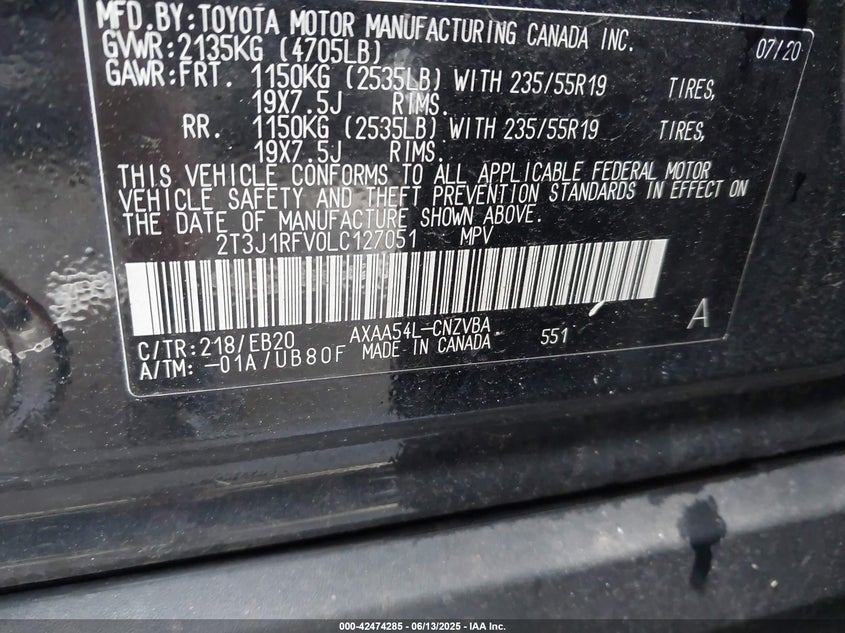 MFD.BY:TOYOTA MOTOR MANUFACTURING CANADA INC.
GVWR:2135KG (4705LB) 07/20
GAWR:FRT. 1150KG (2535LB) WITH 235/55R19 TIRES,
19X7.5J RIMS.
RR. 1150KG (2535LB) WITH 235/55R19 TIRES,
19X7.5J RIMS.
THIS VEHICLE CONFORMS TO ALL APPLICABLE FEDERAL MOTOR
VEHICLE SAFETY AND THEFT PREVENTION STANDARDS IN EFFECT ON
THE DATE OF MANUFACTURE SHOWN ABOVE.
2T3J1RFV0LC127051 MPV
C/TR:218/EB20 AXAA54L-CNZVBA 551 A
A/TM: -01A/UB80F MADE IN CANADA
000-42474285 - 06/13/2025 - IAA Inc.